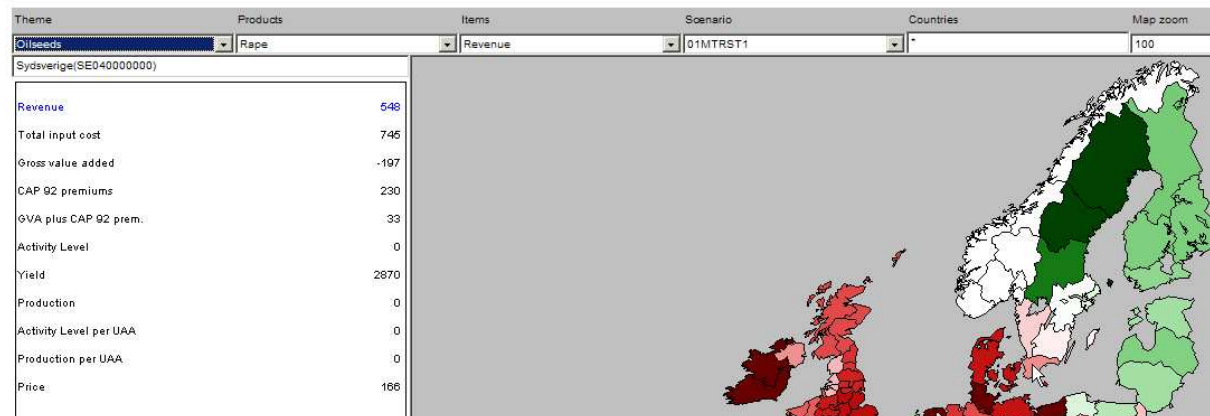 Theme Products Items Scenario Countries Map zoom
Oilseeds Rape Revenue 01MTRST1 * 100
Sydsverige(SE040000000)
Revenue 548
Total input cost 745
Gross value added -197
CAP 92 premiums 230
GVA plus CAP 92 prem. 33
Activity Level 0
Yield 2870
Production 0
Activity Level per UAA 0
Production per UAA 0
Price 166